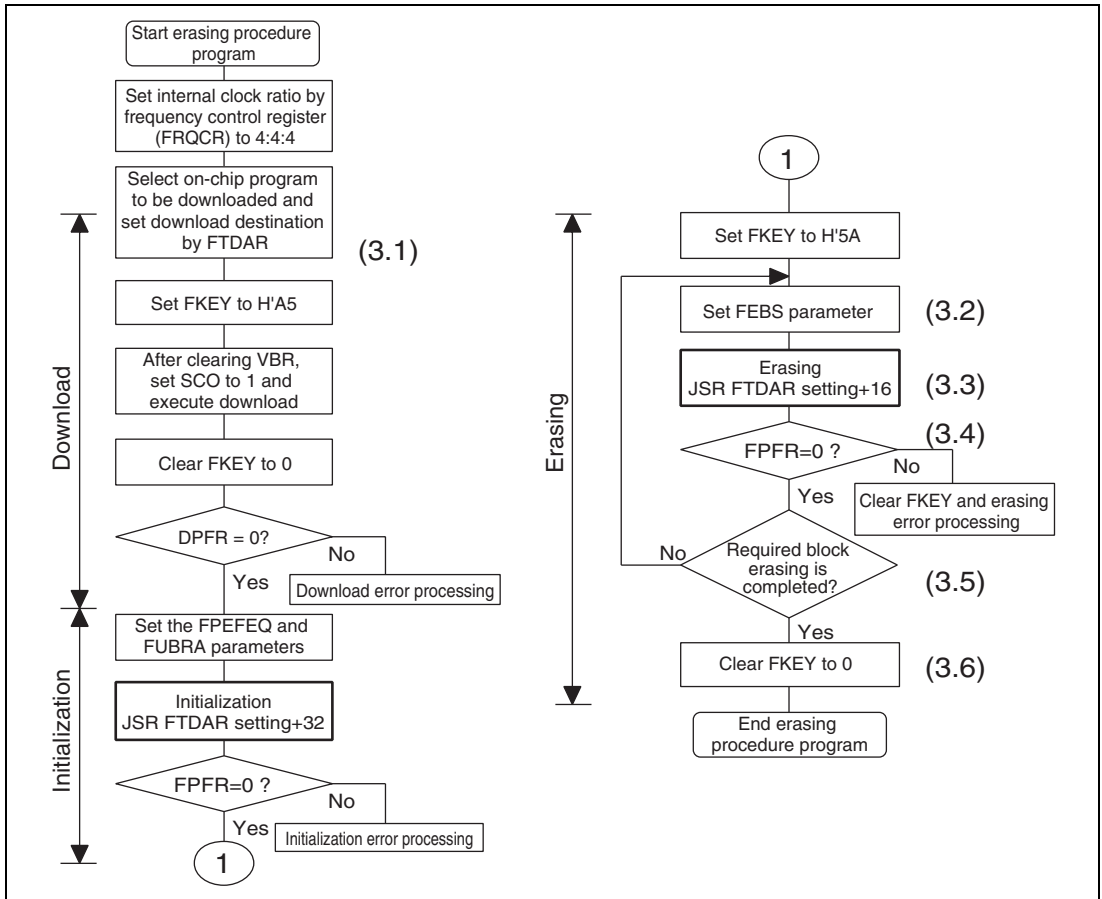 Start erasing procedure
program
Set internal clock ratio by
frequency control register
(FRQCR) to 4:4:4
Select on-chip program
to be downloaded and
set download destination
by FTDAR
(3.1)
Set FKEY to H'A5
After clearing VBR,
set SCO to 1 and
execute download
Clear FKEY to 0
DPFR = 0?
No
Yes
Download error processing
Download
Set the FPEFEQ and
FUBRA parameters
Initialization
JSR FTDAR setting+32
FPFR=0 ?
No
Yes
Initialization error processing
Initialization
1
1
Set FKEY to H'5A
Set FEBS parameter
(3.2)
Erasing
JSR FTDAR setting+16
(3.3)
(3.4)
FPFR=0 ?
No
Yes
Clear FKEY and erasing
error processing
Erasing
No
Required block
erasing is
completed?
(3.5)
Yes
Clear FKEY to 0
(3.6)
End erasing
procedure program